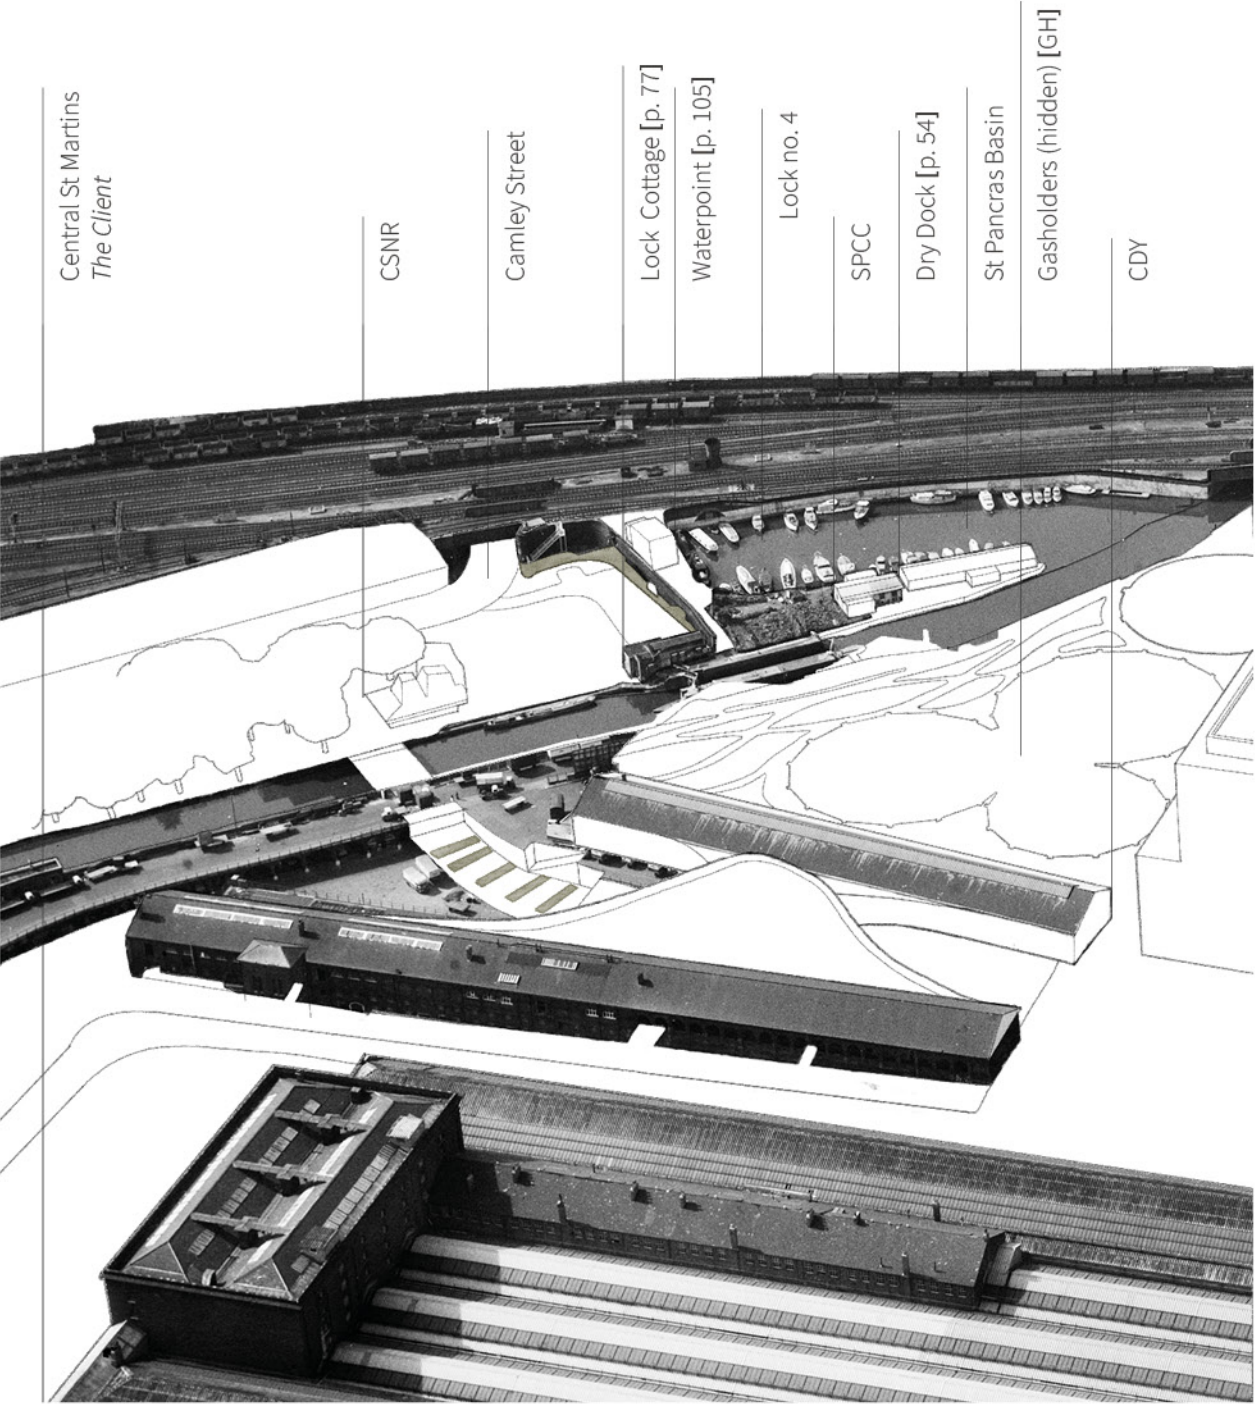 Central St Martins
The Client
CSNR
Camley Street
Lock Cottage [p. 77]
Waterpoint [p. 105]
Lock no. 4
SPCC
Dry Dock [p. 54]
St Pancras Basin
Gasholders (hidden) [GH]
CDY